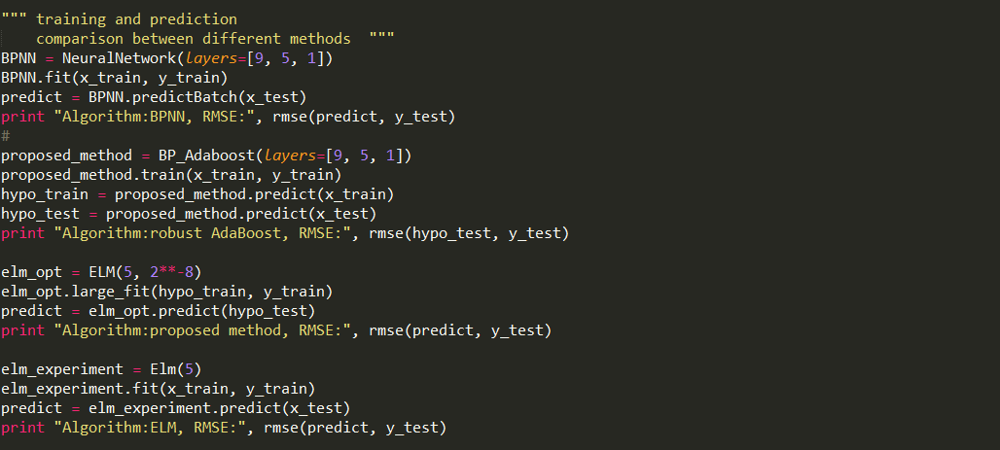 """ training and prediction
    comparison between different methods  """
BPNN = NeuralNetwork(layers=[9, 5, 1])
BPNN.fit(x_train, y_train)
predict = BPNN.predictBatch(x_test)
print "Algorithm:BPNN, RMSE:", rmse(predict, y_test)
#
proposed_method = BP_Adaboost(layers=[9, 5, 1])
proposed_method.train(x_train, y_train)
hypo_train = proposed_method.predict(x_train)
hypo_test = proposed_method.predict(x_test)
print "Algorithm:robust AdaBoost, RMSE:", rmse(hypo_test, y_test)

elm_opt = ELM(5, 2**-8)
elm_opt.large_fit(hypo_train, y_train)
predict = elm_opt.predict(hypo_test)
print "Algorithm:proposed method, RMSE:", rmse(predict, y_test)

elm_experiment = Elm(5)
elm_experiment.fit(x_train, y_train)
predict = elm_experiment.predict(x_test)
print "Algorithm:ELM, RMSE:", rmse(predict, y_test)